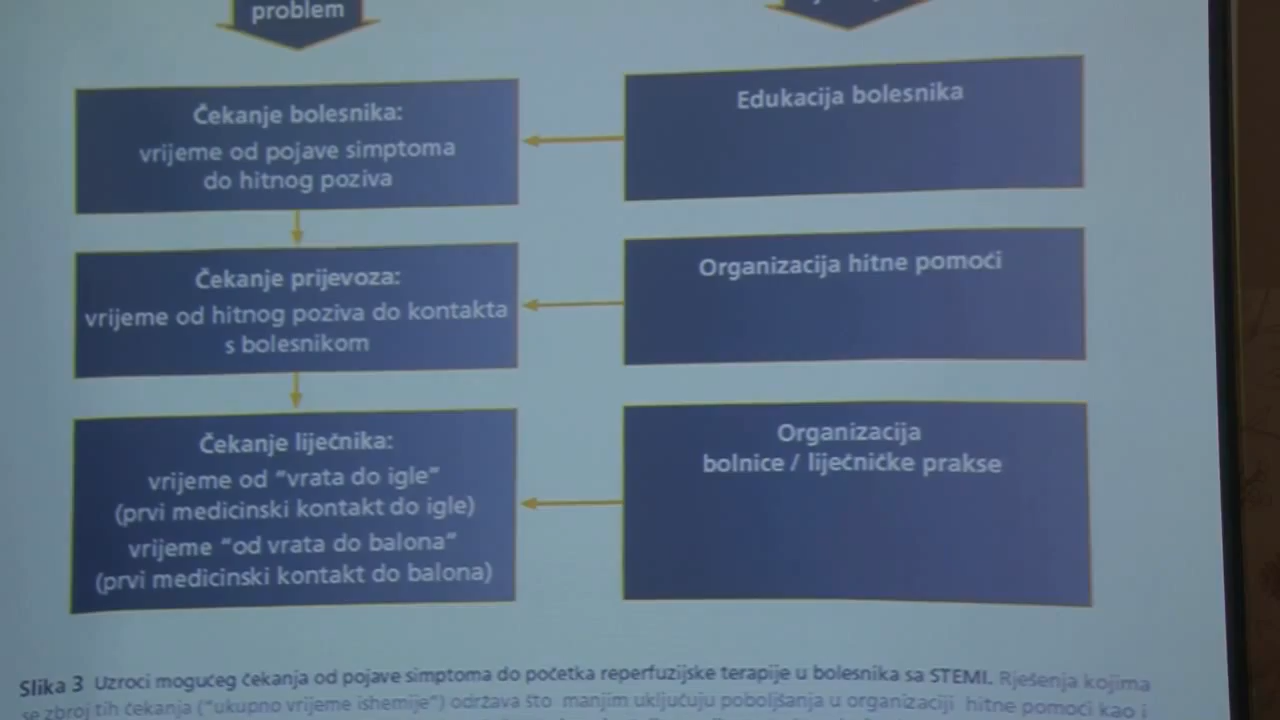 problem
Čekanje bolesnika:
vrijeme od pojave simptoma
do hitnog poziva
Edukacija bolesnika
Čekanje prijevoza:
vrijeme od hitnog poziva do kontakta
s bolesnikom
Organizacija hitne pomoći
Čekanje liječnika:
vrijeme od “vrata do igle”
(prvi medicinski kontakt do igle)
vrijeme “od vrata do balona”
(prvi medicinski kontakt do balona)
Organizacija
bolnice / liječničke prakse
Slika 3 Uzroci mogućeg čekanja od pojave simptoma do početka reperfuzijske terapije u bolesnika sa STEMI. Rješenja kojima
se zbroj tih čekanja (“ukupno vrijeme ishemije”) održava što manjim uključuju poboljšanja u organizaciji hitne pomoći kao i